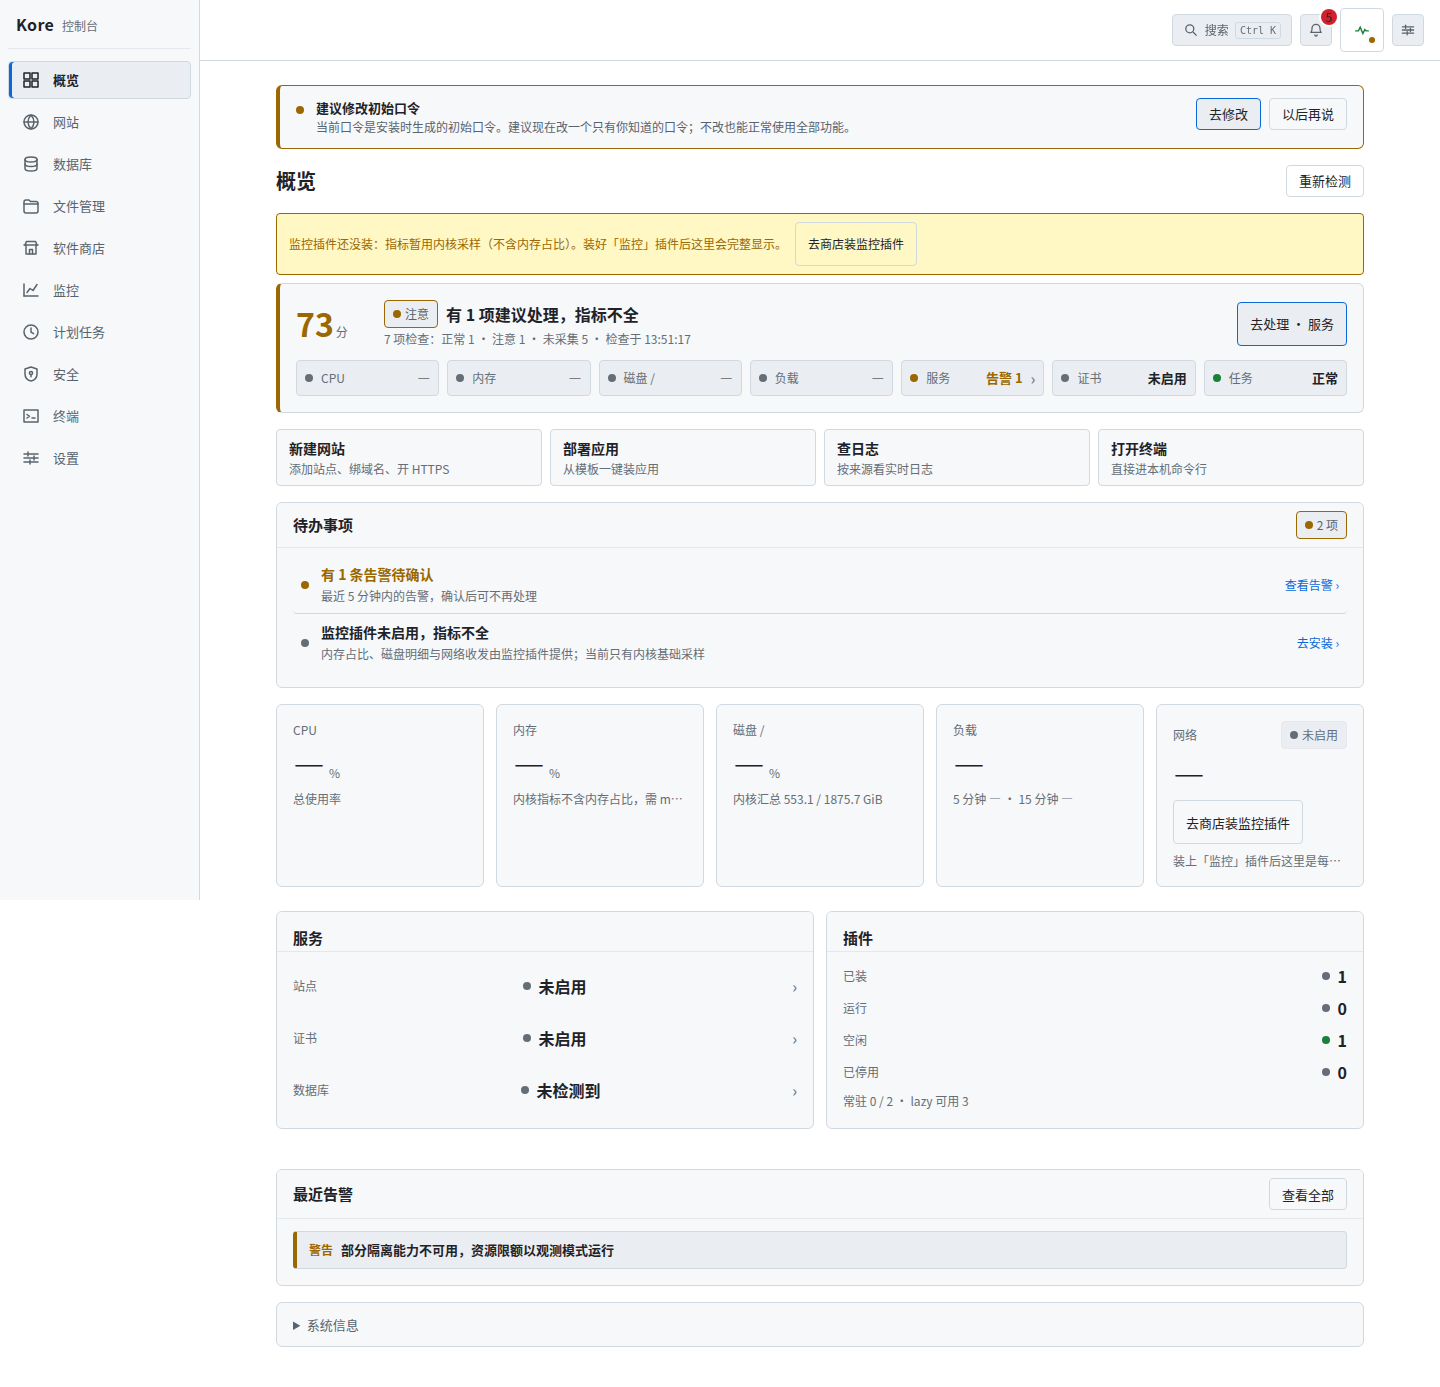 Kore 控制台
搜索 Ctrl K
5
概览
网站
数据库
文件管理
软件商店
监控
计划任务
安全
终端
设置
建议修改初始口令
当前口令是安装时生成的初始口令。建议现在改一个只有你知道的口令；不改也能正常使用全部功能。
去修改
以后再说
概览
重新检测
监控插件还没装：指标暂用内核采样（不含内存占比）。装好「监控」插件后这里会完整显示。
去商店装监控插件
73 分
注意 有 1 项建议处理，指标不全
7 项检查：正常 1 · 注意 1 · 未采集 5 · 检查于 13:51:17
去处理 · 服务
CPU —
内存 —
磁盘 / —
负载 —
服务 告警 1 ›
证书 未启用
任务 正常
新建网站
添加站点、绑域名、开 HTTPS
部署应用
从模板一键装应用
查日志
按来源看实时日志
打开终端
直接进本机命令行
待办事项
2 项
有 1 条告警待确认
最近 5 分钟内的告警，确认后可不再处理
查看告警 ›
监控插件未启用，指标不全
内存占比、磁盘明细与网络收发由监控插件提供；当前只有内核基础采样
去安装 ›
CPU
— %
总使用率
内存
— %
内核指标不含内存占比，需 m…
磁盘 /
— %
内核汇总 553.1 / 1875.7 GiB
负载
—
5 分钟 — · 15 分钟 —
网络 未启用
—
去商店装监控插件
装上「监控」插件后这里是每…
服务
站点 未启用 ›
证书 未启用 ›
数据库 未检测到 ›
插件
已装 1
运行 0
空闲 1
已停用 0
常驻 0 / 2 · lazy 可用 3
最近告警
查看全部
警告 部分隔离能力不可用，资源限额以观测模式运行
▶ 系统信息